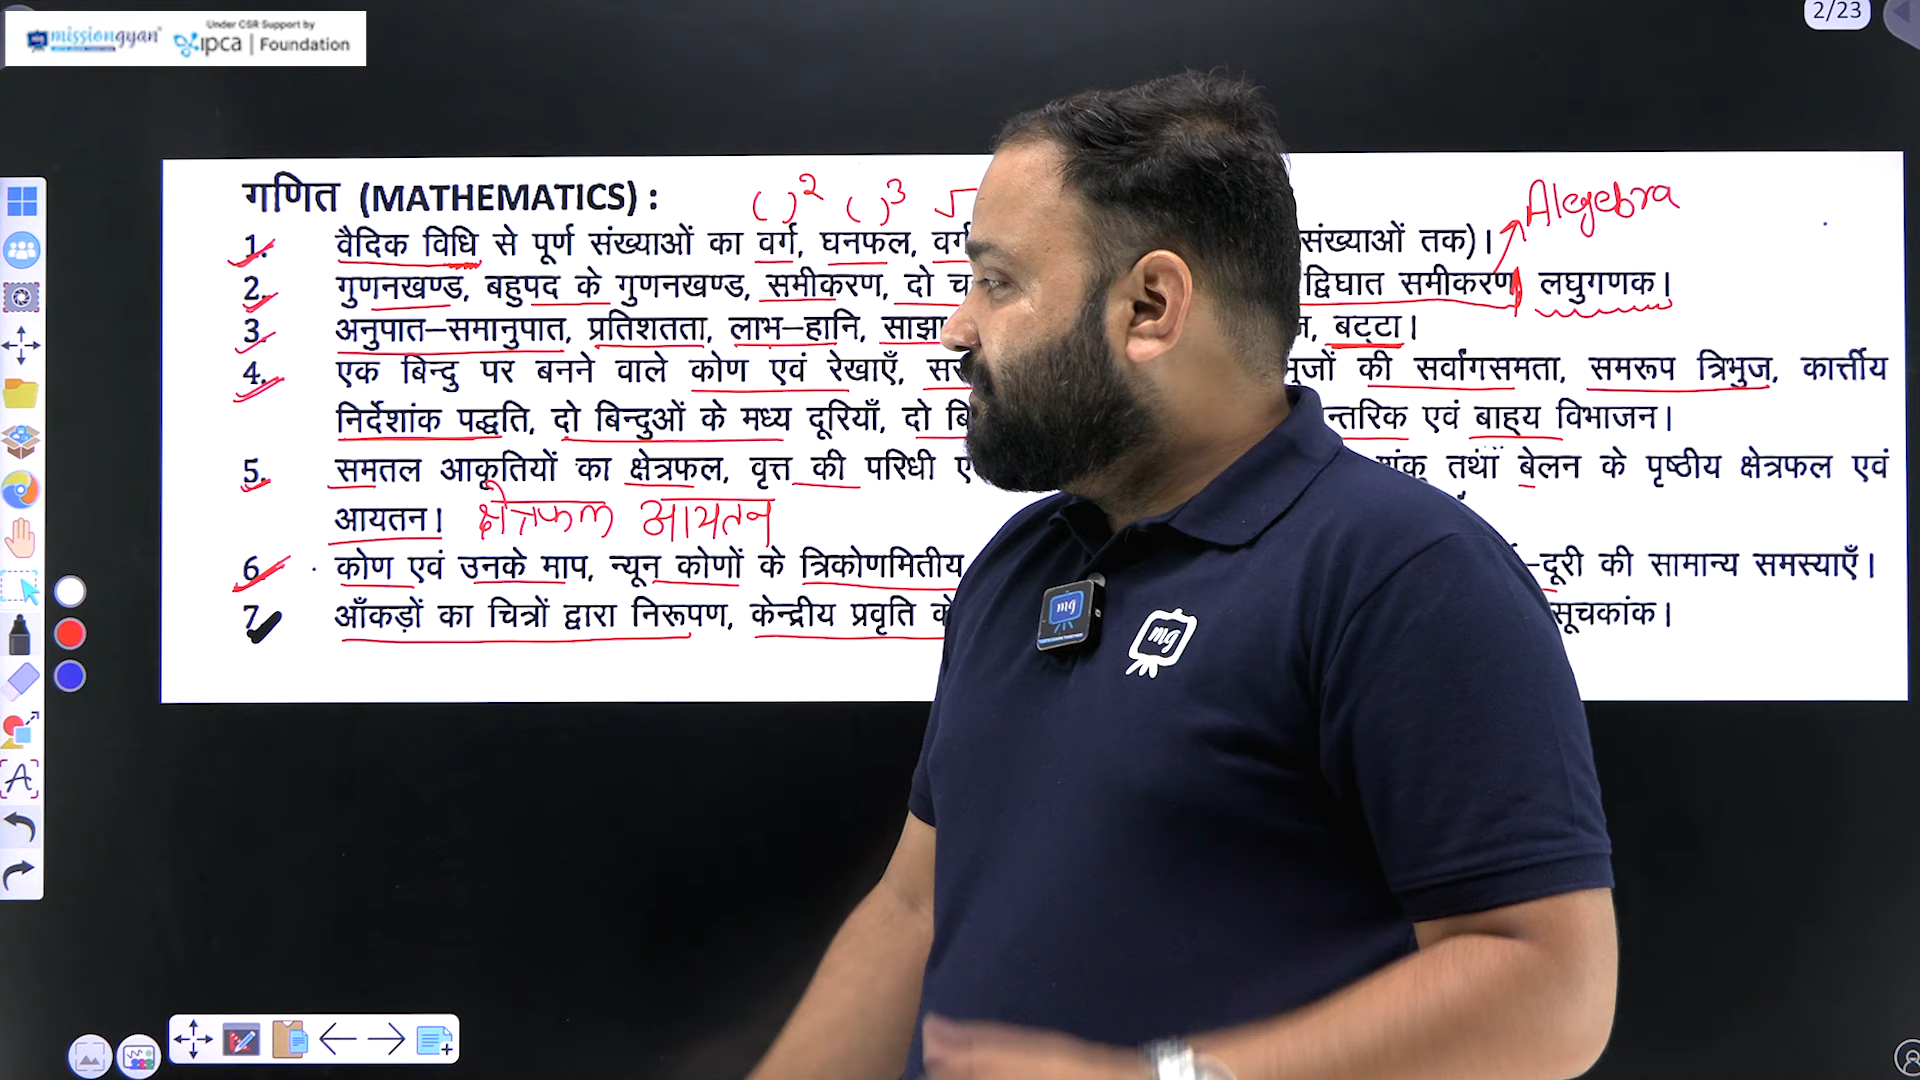 missiongyan
Under CSR Support by
ipca | Foundation
2/23
गणित (MATHEMATICS) :
( )² ( )³ √
Algebra
1. वैदिक विधि से पूर्ण संख्याओं का वर्ग, घनफल, संख्याओं तक)।
2. गुणनखण्ड, बहुपद के गुणनखण्ड, समीकरण, दो द्विघात समीकरण लघुगणक।
3. अनुपात–समानुपात, प्रतिशतता, लाभ–हानि, साझा बट्टा।
4. एक बिन्दु पर बनने वाले कोण एवं रेखाएँ, की सर्वांगसमता, समरूप त्रिभुज, कार्त्तीय
निर्देशांक पद्धति, दो बिन्दुओं के मध्य दूरियाँ, दो एवं बाह्य विभाजन।
5. समतल आकृतियों का क्षेत्रफल, वृत्त की परिधी तथा बेलन के पृष्ठीय क्षेत्रफल एवं
आयतन। क्षेत्रफल आयतन
6. कोण एवं उनके माप, न्यून कोणों के त्रिकोणमितीय –दूरी की सामान्य समस्याएँ।
7. आँकड़ों का चित्रों द्वारा निरूपण, केन्द्रीय प्रवृति सूचकांक।
mg
mg